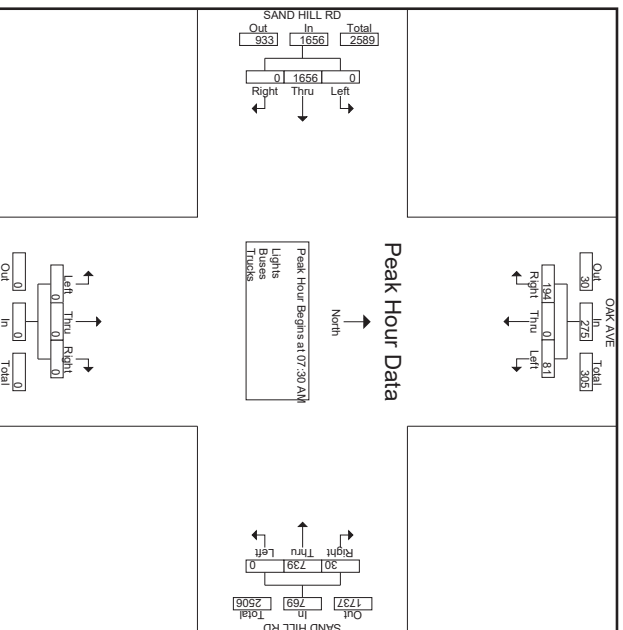 SAND HILL RD
Out In Total
933 1656 2589
0 1656 0
Right Thru Left
OAK AVE
Out In Total
30 275 305
194 0 81
Right Thru Left
Peak Hour Data
North
Peak Hour Begins at 07:30 AM
Lights
Buses
Trucks
Left Thru Right
0 0 0
Out In Total
0 0 0
Left Thru Right
0 739 30
Total In Out
2506 769 1737
SAND HILL RD